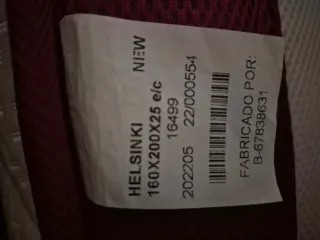 HELSINKI NEW
160X200X25 e/c
16499
202205 22/000554
FABRICADO POR:
B-67838631